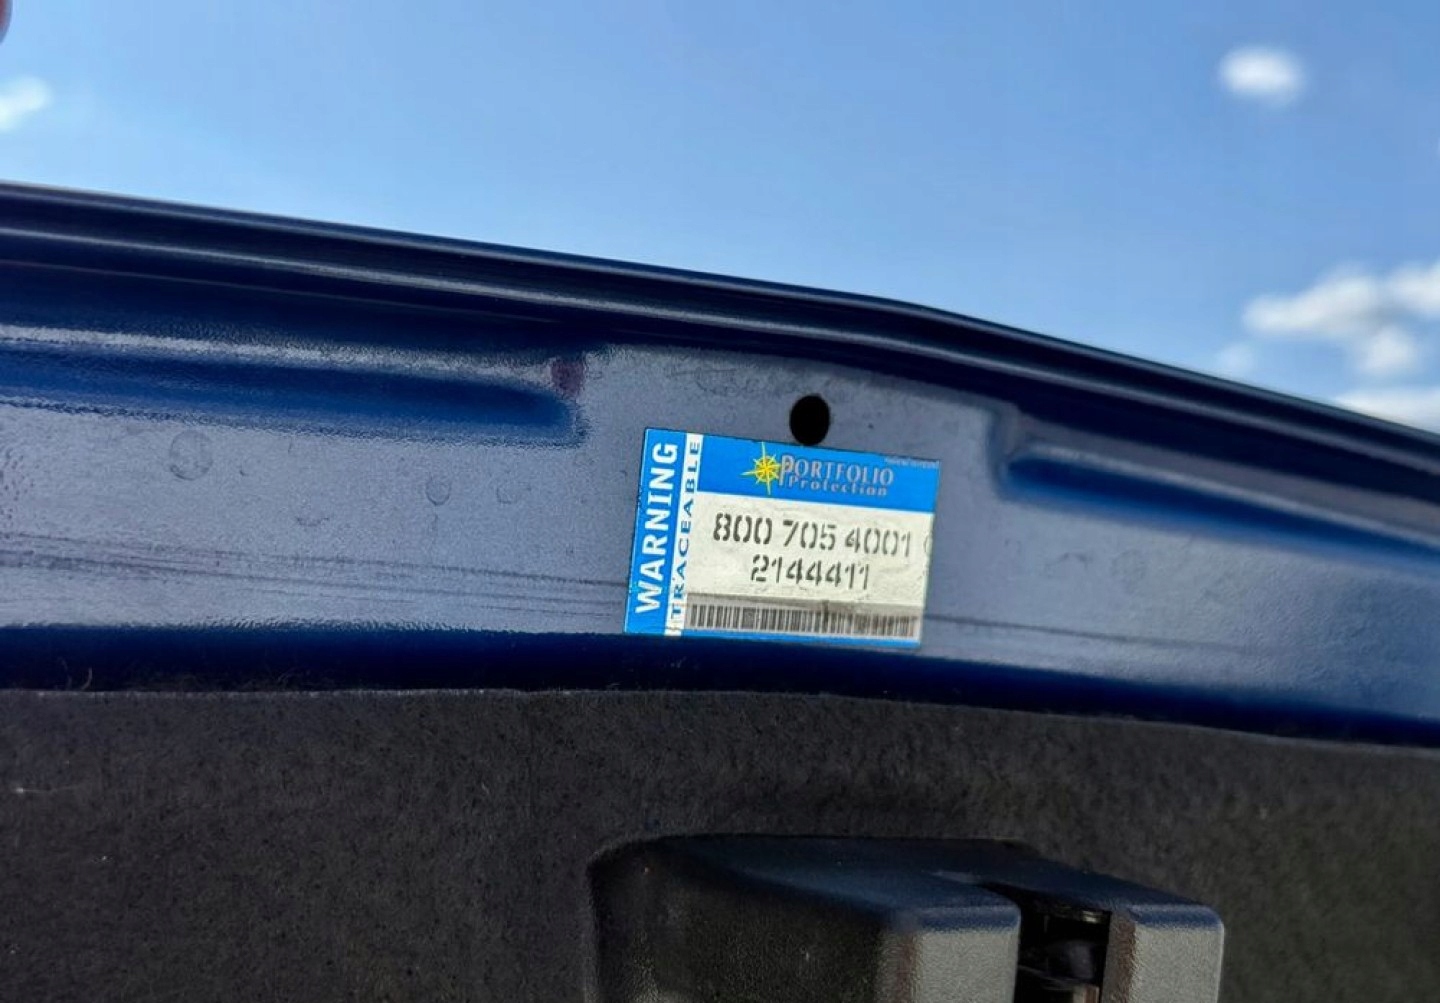 WARNING
TRACEABLE
PORTFOLIO
Protection
800 705 4001
2144411